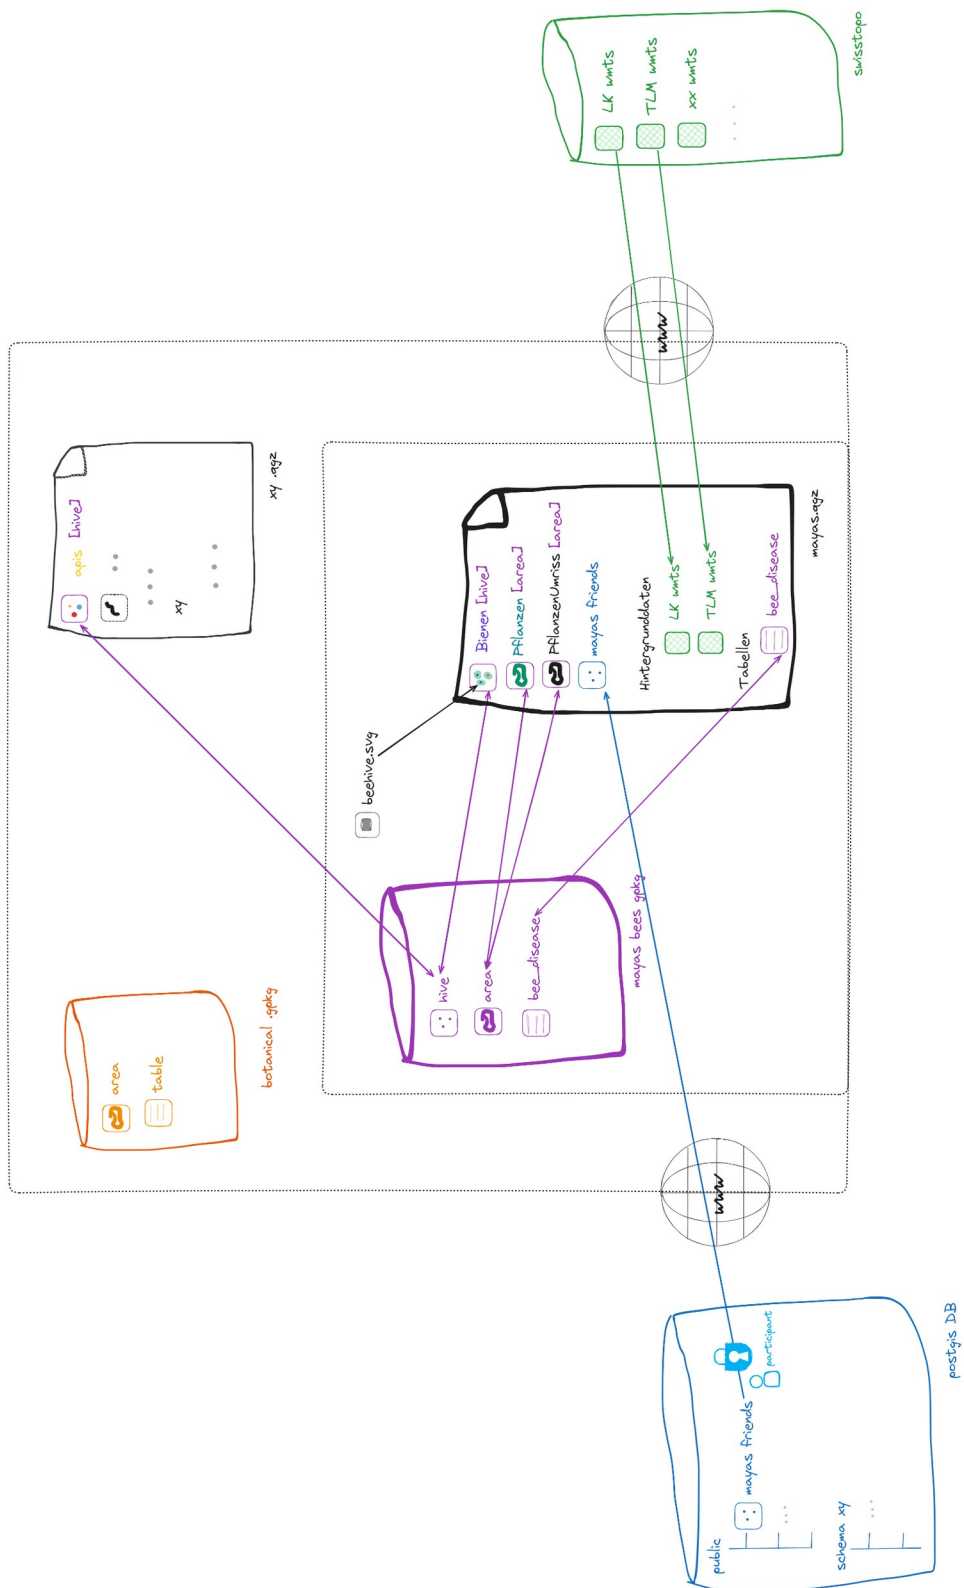 public
mayas friends
...
participant
schema xy
...
postgis DB
www
botanical .gpkg
area
table
hive
area
bee_disease
mayas bees gpkg
beehive.svg
apis [hive]
xy
xy .qgz
Bienen [hive]
Pflanzen [area]
PflanzenUmriss [area]
mayas friends
Hintergrunddaten
LK wmts
TLM wmts
Tabellen
bee_disease
mayas.qgz
www
LK wmts
TLM wmts
xx wmts
...
swisstopo